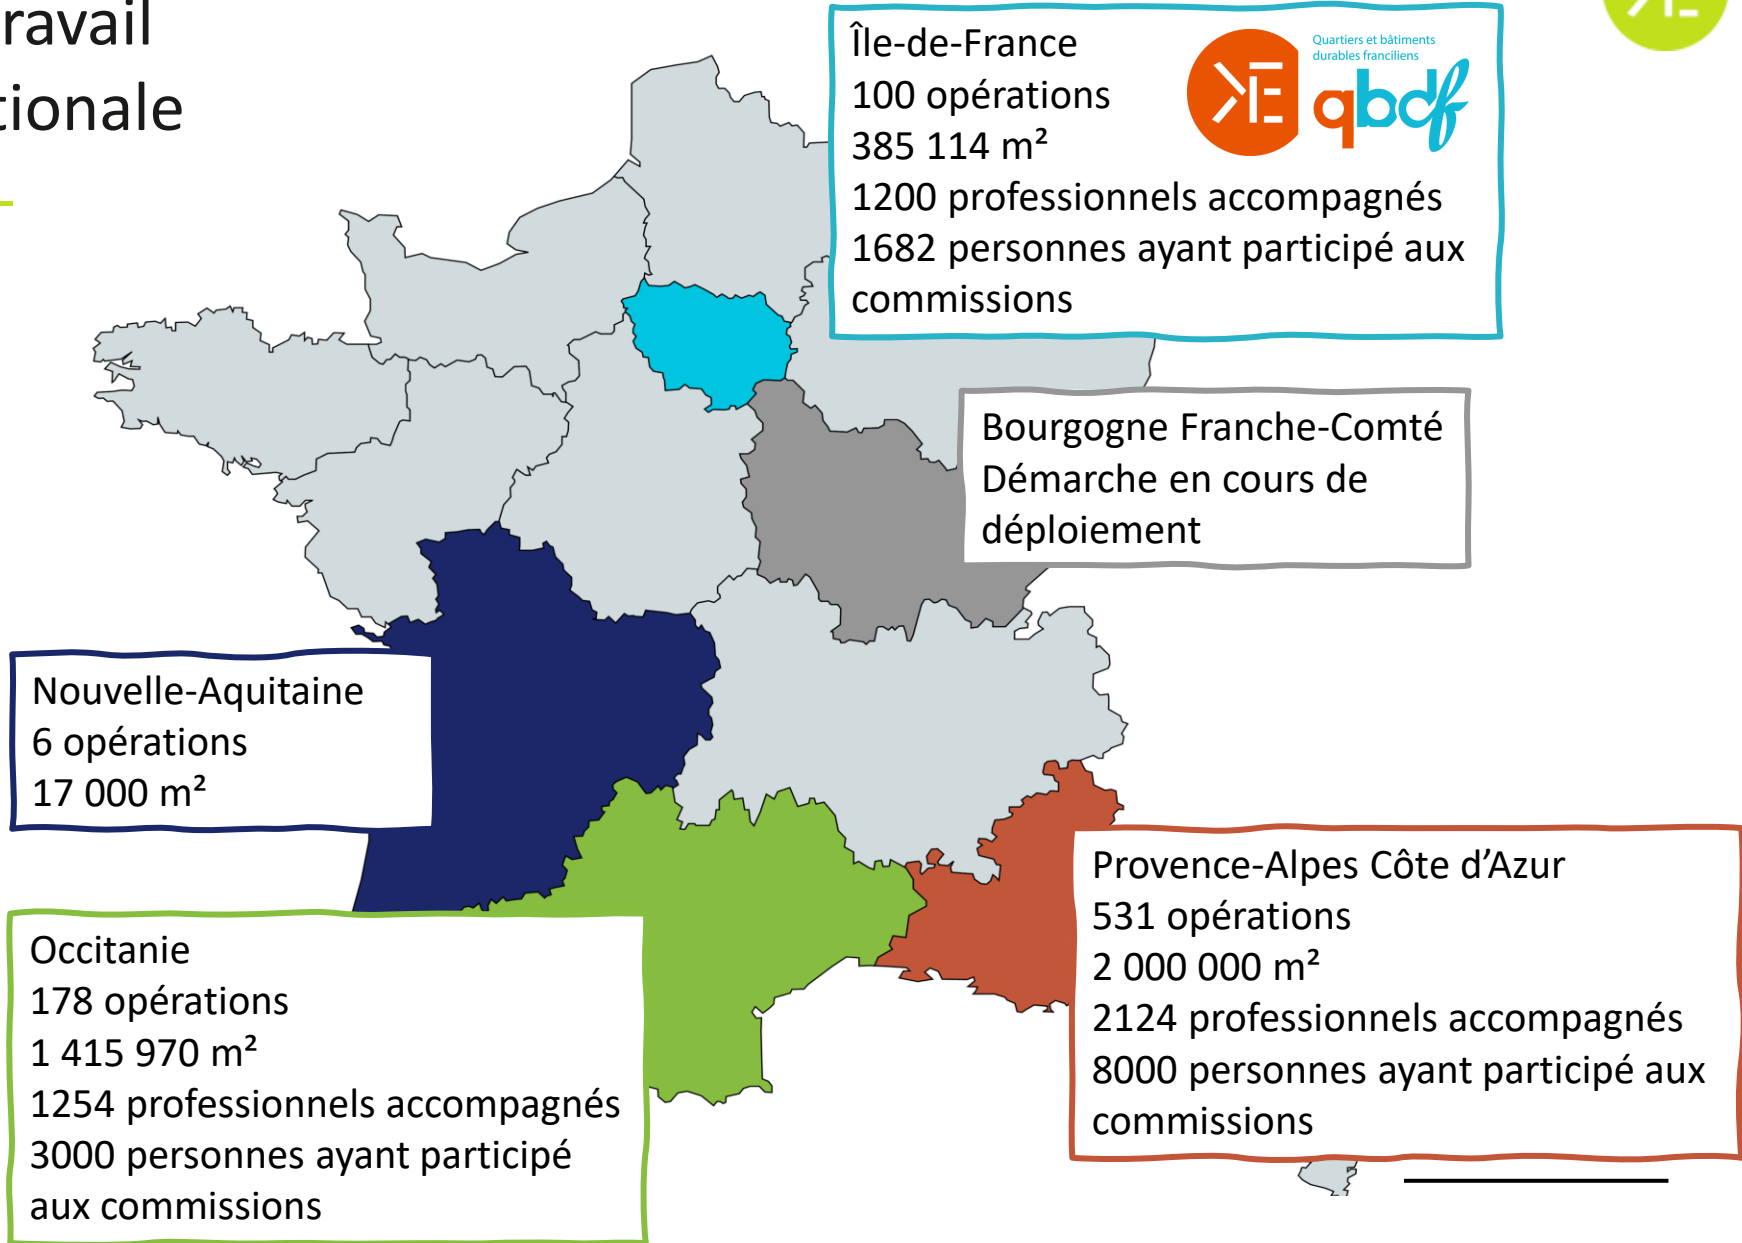 ravail
tionale
Île-de-France
100 opérations
385 114 m²
1200 professionnels accompagnés
1682 personnes ayant participé aux
commissions
Quartiers et bâtiments
durables franciliens
qbdf
Bourgogne Franche-Comté
Démarche en cours de
déploiement
Nouvelle-Aquitaine
6 opérations
17 000 m²
Provence-Alpes Côte d’Azur
531 opérations
2 000 000 m²
2124 professionnels accompagnés
8000 personnes ayant participé aux
commissions
Occitanie
178 opérations
1 415 970 m²
1254 professionnels accompagnés
3000 personnes ayant participé
aux commissions